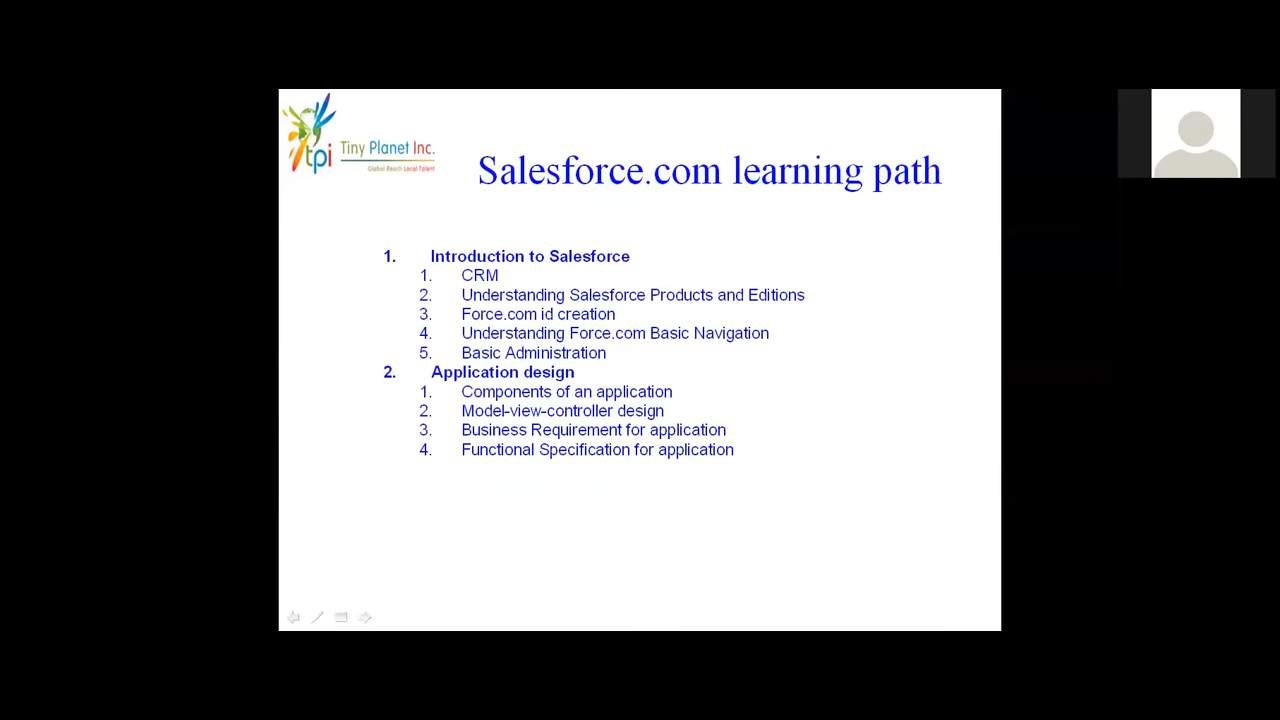 tpi
Tiny Planet Inc.
Global Reach Local Talent
Salesforce.com learning path
1. Introduction to Salesforce
1. CRM
2. Understanding Salesforce Products and Editions
3. Force.com id creation
4. Understanding Force.com Basic Navigation
5. Basic Administration
2. Application design
1. Components of an application
2. Model-view-controller design
3. Business Requirement for application
4. Functional Specification for application